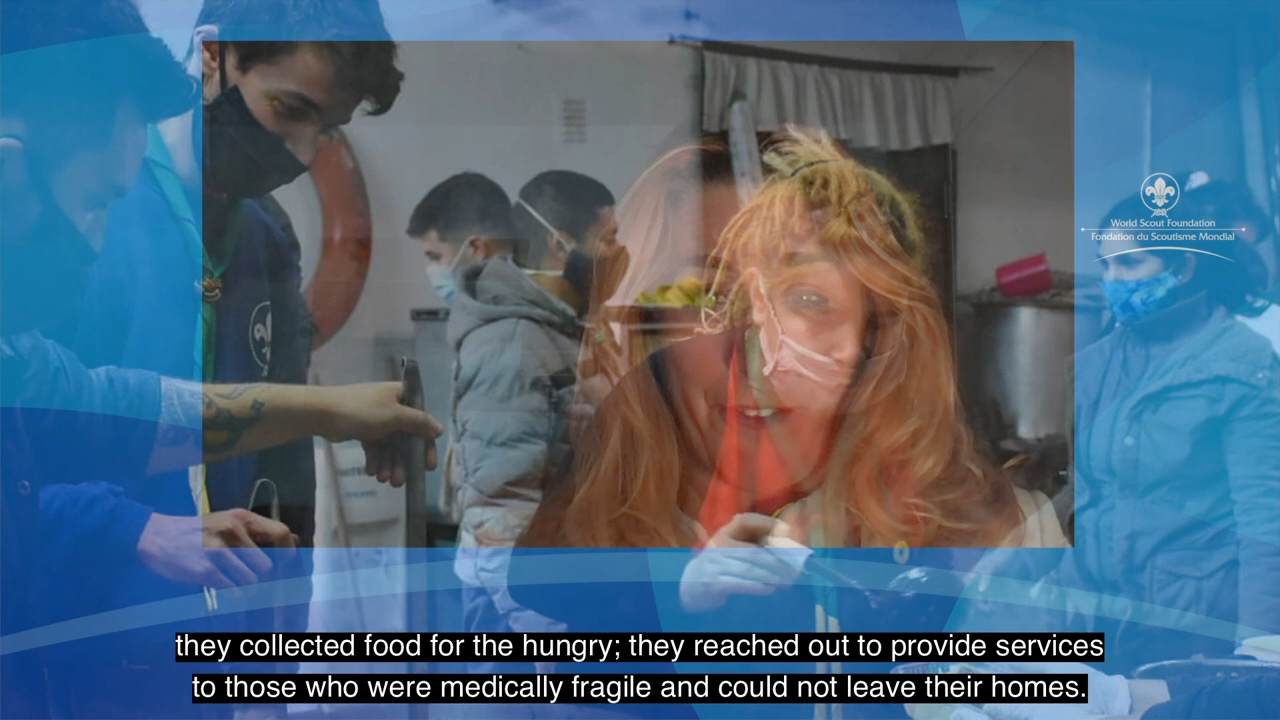 World Scout Foundation
Fondation du Scoutisme Mondial
they collected food for the hungry; they reached out to provide services
to those who were medically fragile and could not leave their homes.